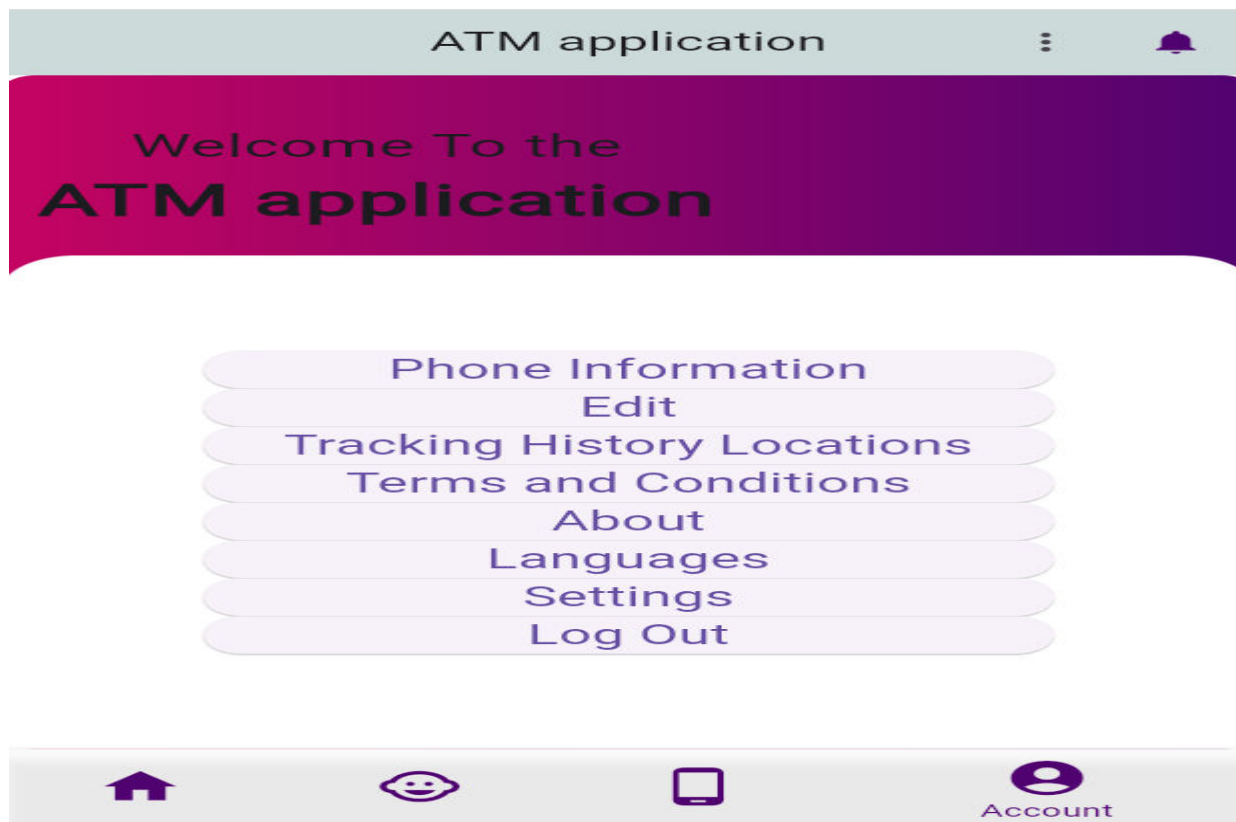 ATM application
Welcome To the
ATM application
Phone Information
Edit
Tracking History Locations
Terms and Conditions
About
Languages
Settings
Log Out
Account